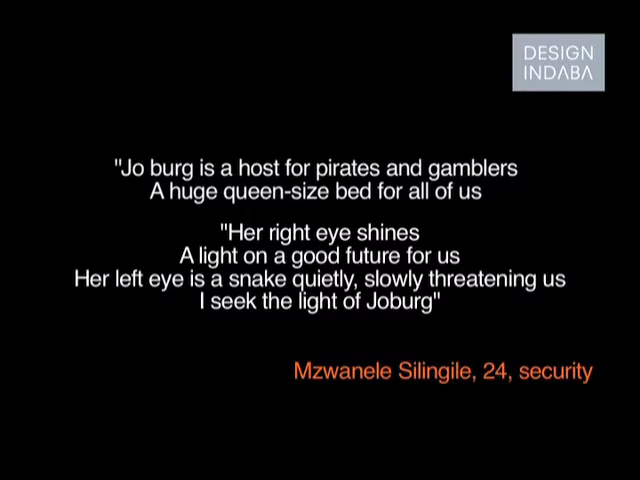 DESIGN
INDABA
"Jo burg is a host for pirates and gamblers
A huge queen-size bed for all of us
"Her right eye shines
A light on a good future for us
Her left eye is a snake quietly, slowly threatening us
I seek the light of Joburg"
Mzwanele Silingile, 24, security